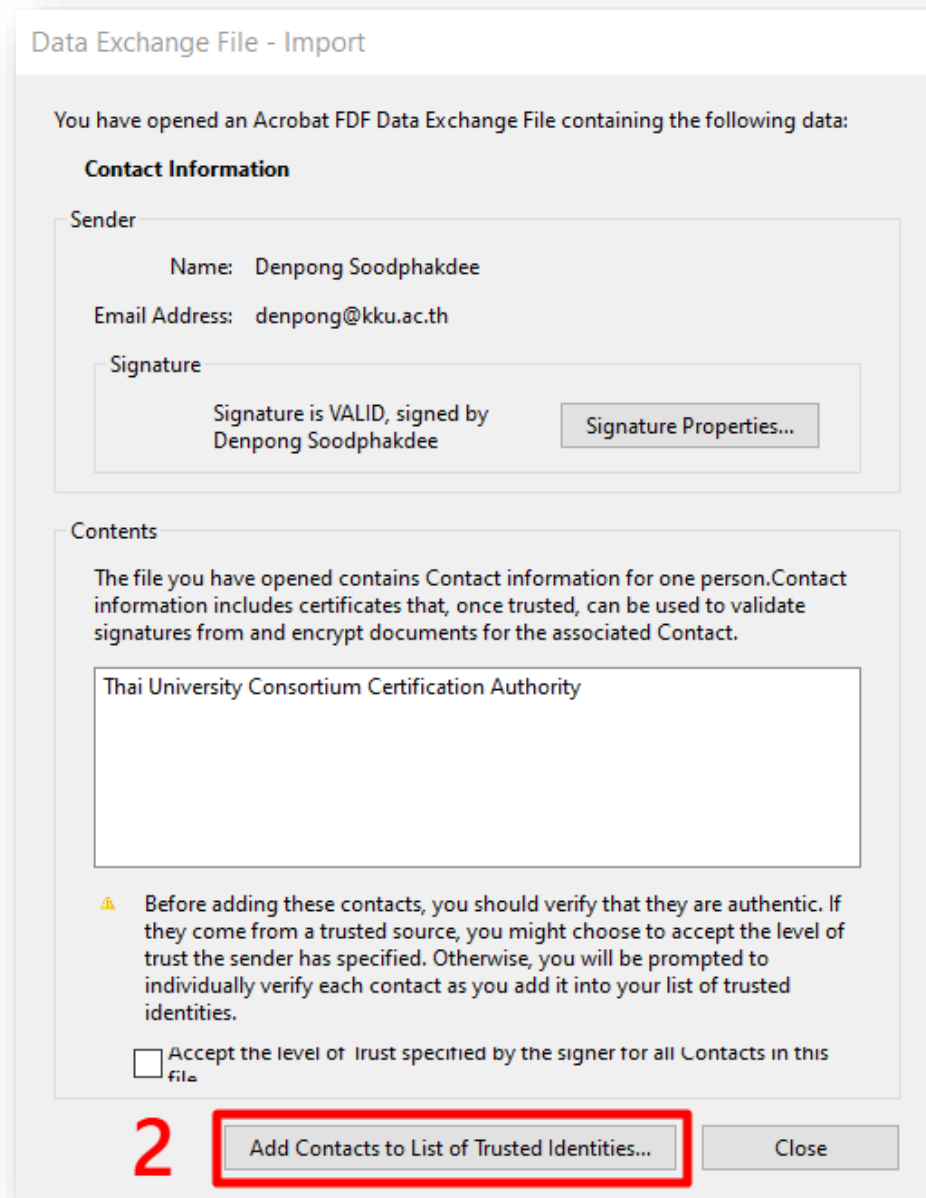 Data Exchange File - Import
You have opened an Acrobat FDF Data Exchange File containing the following data:
Contact Information
Sender
Name: Denpong Soodphakdee
Email Address: denpong@kku.ac.th
Signature
Signature is VALID, signed by
Denpong Soodphakdee
Signature Properties...
Contents
The file you have opened contains Contact information for one person.Contact
information includes certificates that, once trusted, can be used to validate
signatures from and encrypt documents for the associated Contact.
Thai University Consortium Certification Authority
Before adding these contacts, you should verify that they are authentic. If
they come from a trusted source, you might choose to accept the level of
trust the sender has specified. Otherwise, you will be prompted to
individually verify each contact as you add it into your list of trusted
identities.
Accept the level of Trust specified by the signer for all Contacts in this
file
2
Add Contacts to List of Trusted Identities...
Close